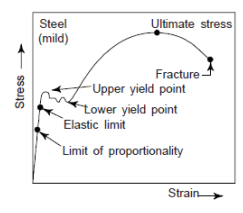 Steel
(mild)
Ultimate stress
Fracture
Upper yield point
Lower yield point
Elastic limit
Limit of proportionality
Stress
Strain